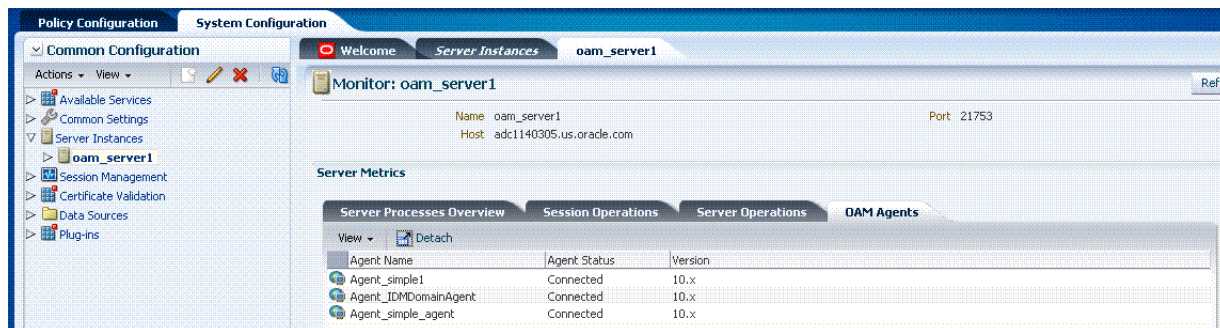 Policy Configuration System Configuration
Common Configuration
Actions View
Available Services
Common Settings
Server Instances
oam_server1
Session Management
Certificate Validation
Data Sources
Plug-ins
Welcome Server Instances oam_server1
Monitor: oam_server1
Ref
Name oam_server1 Port 21753
Host adc1140305.us.oracle.com
Server Metrics
Server Processes Overview Session Operations Server Operations OAM Agents
View Detach
Agent Name Agent Status Version
Agent_simple1 Connected 10.x
Agent_IDMDomainAgent Connected 10.x
Agent_simple_agent Connected 10.x